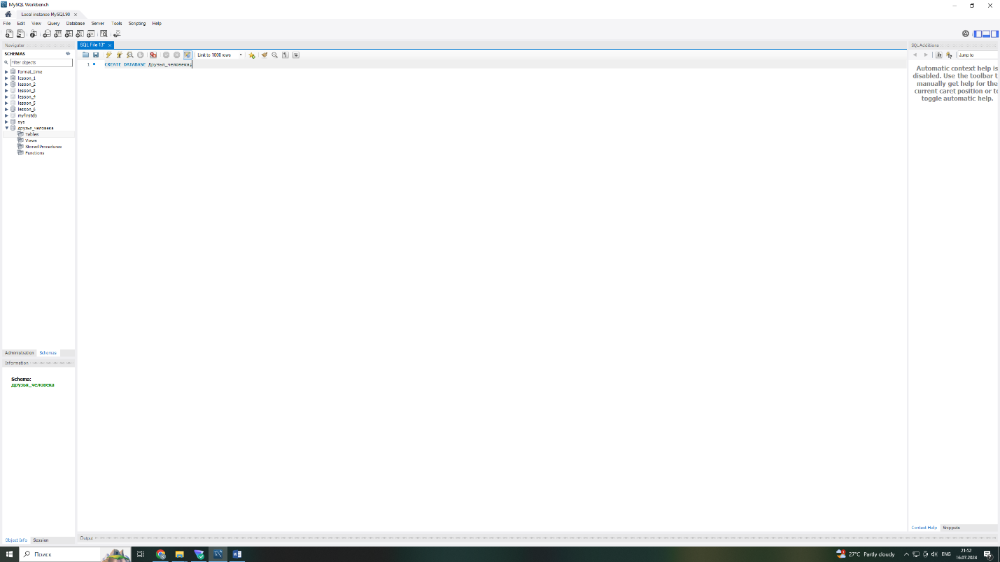 MySQL Workbench
Local instance MySQL90
File Edit View Query Database Server Tools Scripting Help
Navigator
SCHEMAS
Filter objects
format_time
lesson_1
lesson_2
lesson_3
lesson_4
lesson_5
lesson_6
myfirstdb
sys
друзья_человека
Tables
Views
Stored Procedures
Functions
Administration Schemas
Information
Schema:
друзья_человека
Object Info Session
SQL File 13*
Limit to 1000 rows
1 CREATE DATABASE Друзья_человека;
Output
SQL Additions
Jump to
Automatic context help is
disabled. Use the toolbar t
manually get help for the
current caret position or to
toggle automatic help.
Context Help Snippets
Поиск
27°C Partly cloudy
ENG
21:52
16.07.2024